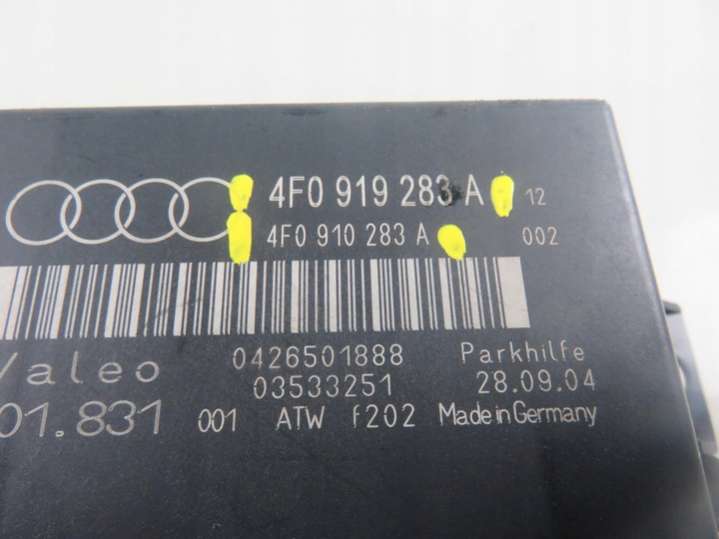 4F0 919 283 A 12
4F0 910 283 A 002
Valeo 0426501888 Parkhilfe
03533251 28.09.04
01.831 001 ATW f202 Made in Germany